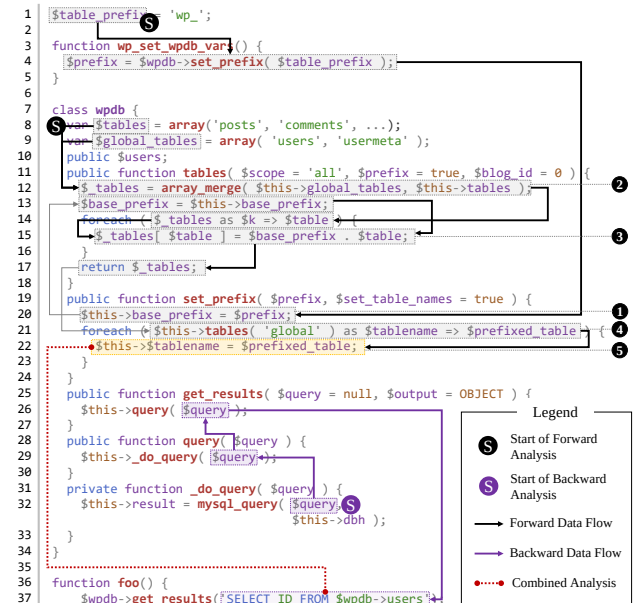 1 $table_prefix = 'wp_';
S
2
3 function wp_set_wpdb_vars() {
4 $prefix = $wpdb->set_prefix( $table_prefix );
5 }
6
7 class wpdb {
8 S var $tables = array('posts', 'comments', ...);
9 var $global_tables = array( 'users', 'usermeta' );
10 public $users;
11 public function tables( $scope = 'all', $prefix = true, $blog_id = 0 ) {
12 $_tables = array_merge( $this->global_tables, $this->tables ); 2
13 $base_prefix = $this->base_prefix;
14 foreach ( $_tables as $k => $table ) {
15 $_tables[ $table ] = $base_prefix . $table; 3
16 }
17 return $_tables;
18 }
19 public function set_prefix( $prefix, $set_table_names = true ) {
20 $this->base_prefix = $prefix; 1
21 foreach ( $this->tables( 'global' ) as $tablename => $prefixed_table ) { 4
22 $this->$tablename = $prefixed_table; 5
23 }
24 }
25 public function get_results( $query = null, $output = OBJECT ) {
26 $this->query( $query );
27 }
28 public function query( $query ) {
29 $this->_do_query( $query );
30 }
31 private function _do_query( $query ) {
32 $this->result = mysql_query( $query, S
$this->dbh );
33 }
34 }
35
36 function foo() {
37 $wpdb->get_results( 'SELECT ID FROM $wpdb->users'
Legend
S Start of Forward
Analysis
S Start of Backward
Analysis
Forward Data Flow
Backward Data Flow
Combined Analysis